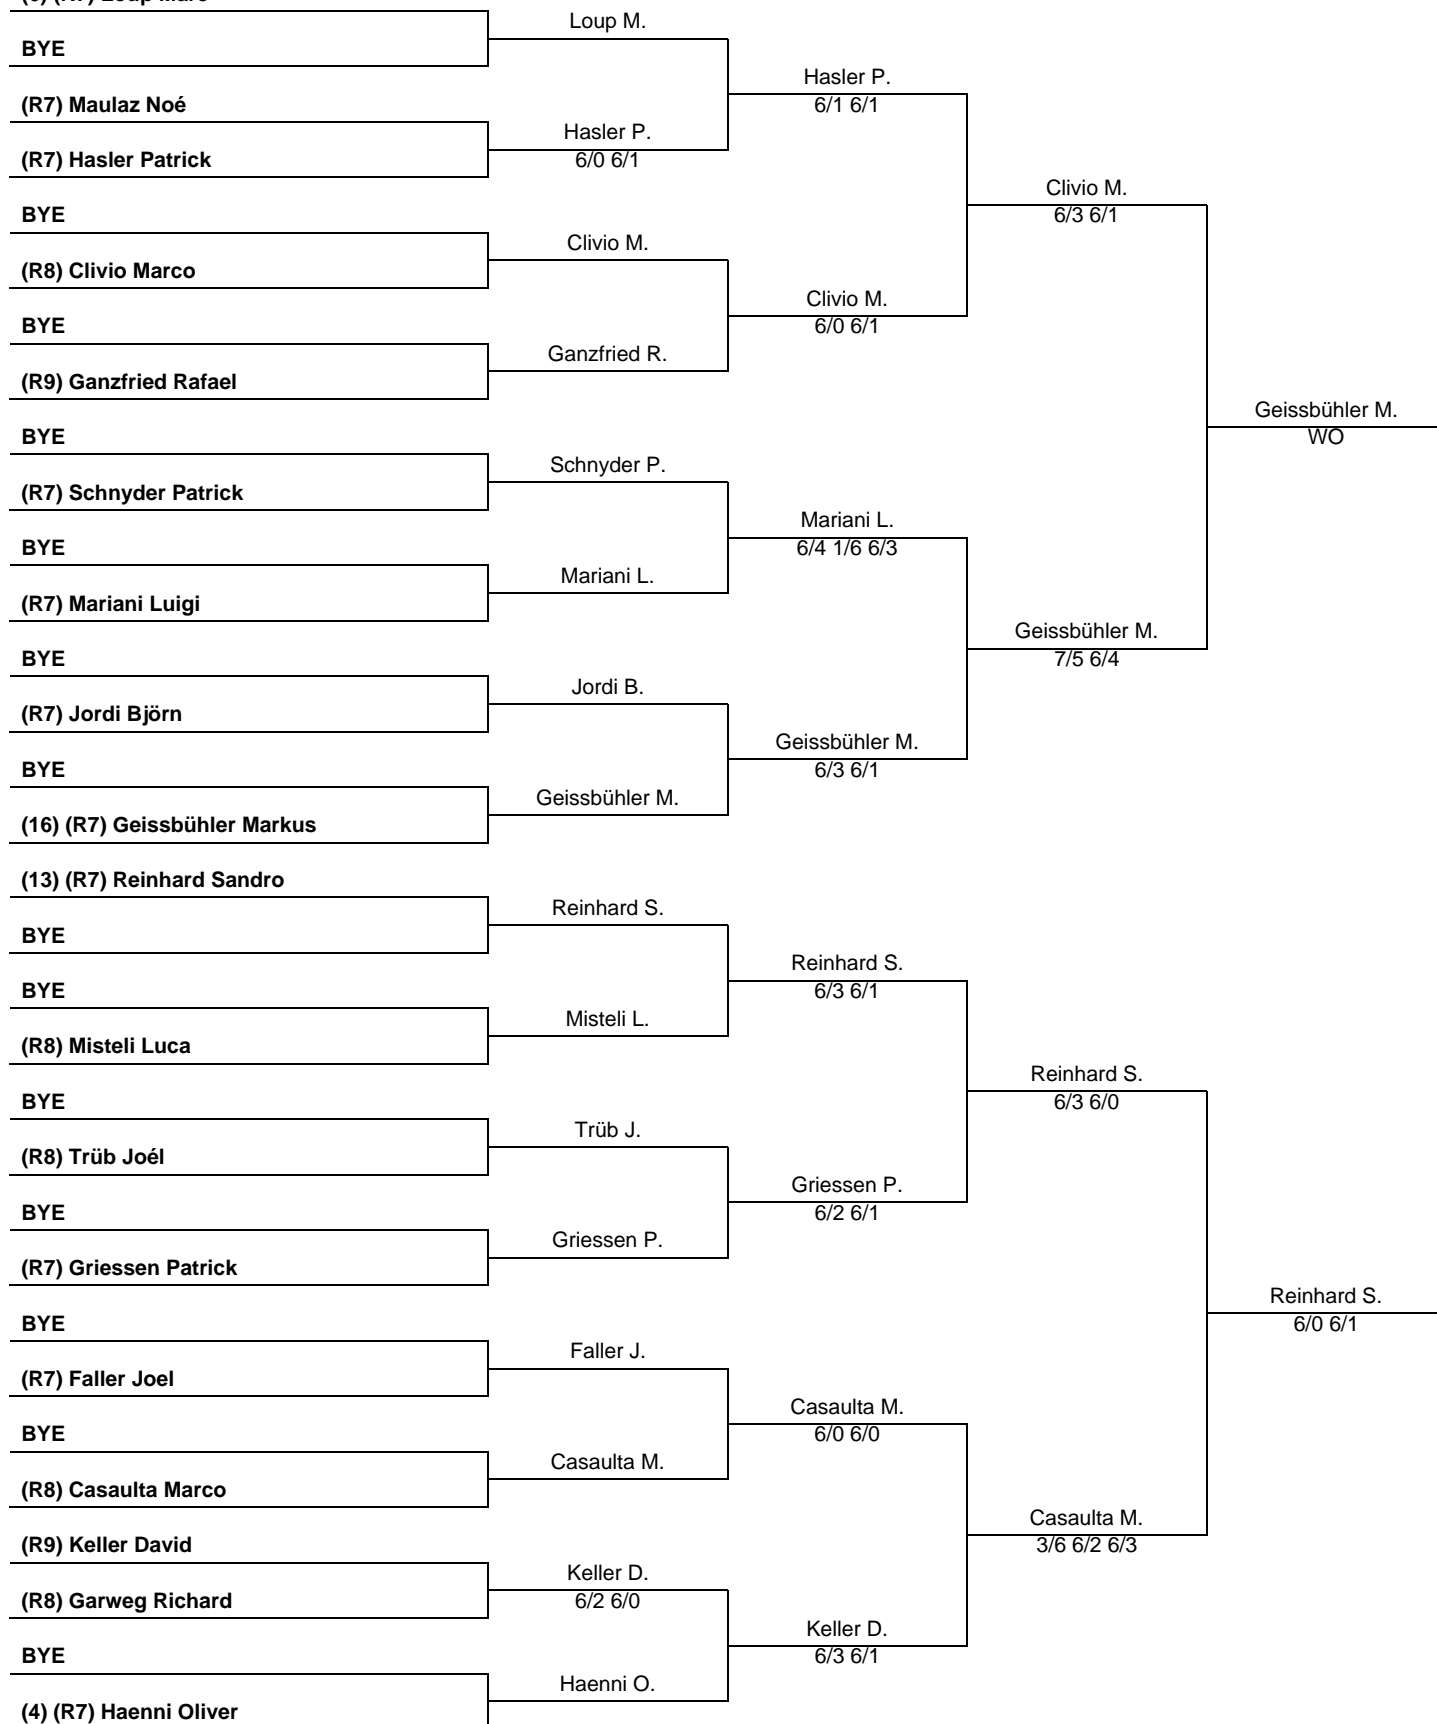 BYE
(R7) Maulaz Noé
(R7) Hasler Patrick
BYE
(R8) Clivio Marco
BYE
(R9) Ganzfried Rafael
BYE
(R7) Schnyder Patrick
BYE
(R7) Mariani Luigi
BYE
(R7) Jordi Björn
BYE
(16) (R7) Geissbühler Markus
(13) (R7) Reinhard Sandro
BYE
BYE
(R8) Misteli Luca
BYE
(R8) Trüb Joél
BYE
(R7) Griessen Patrick
BYE
(R7) Faller Joel
BYE
(R8) Casaulta Marco
(R9) Keller David
(R8) Garweg Richard
BYE
(4) (R7) Haenni Oliver
Loup M.
Hasler P.
6/0 6/1
Clivio M.
Ganzfried R.
Schnyder P.
Mariani L.
Jordi B.
Geissbühler M.
Reinhard S.
Misteli L.
Trüb J.
Griessen P.
Faller J.
Casaulta M.
Keller D.
6/2 6/0
Haenni O.
Hasler P.
6/1 6/1
Clivio M.
6/0 6/1
Mariani L.
6/4 1/6 6/3
Geissbühler M.
6/3 6/1
Reinhard S.
6/3 6/1
Griessen P.
6/2 6/1
Casaulta M.
6/0 6/0
Keller D.
6/3 6/1
Clivio M.
6/3 6/1
Geissbühler M.
7/5 6/4
Reinhard S.
6/3 6/0
Casaulta M.
3/6 6/2 6/3
Geissbühler M.
WO
Reinhard S.
6/0 6/1